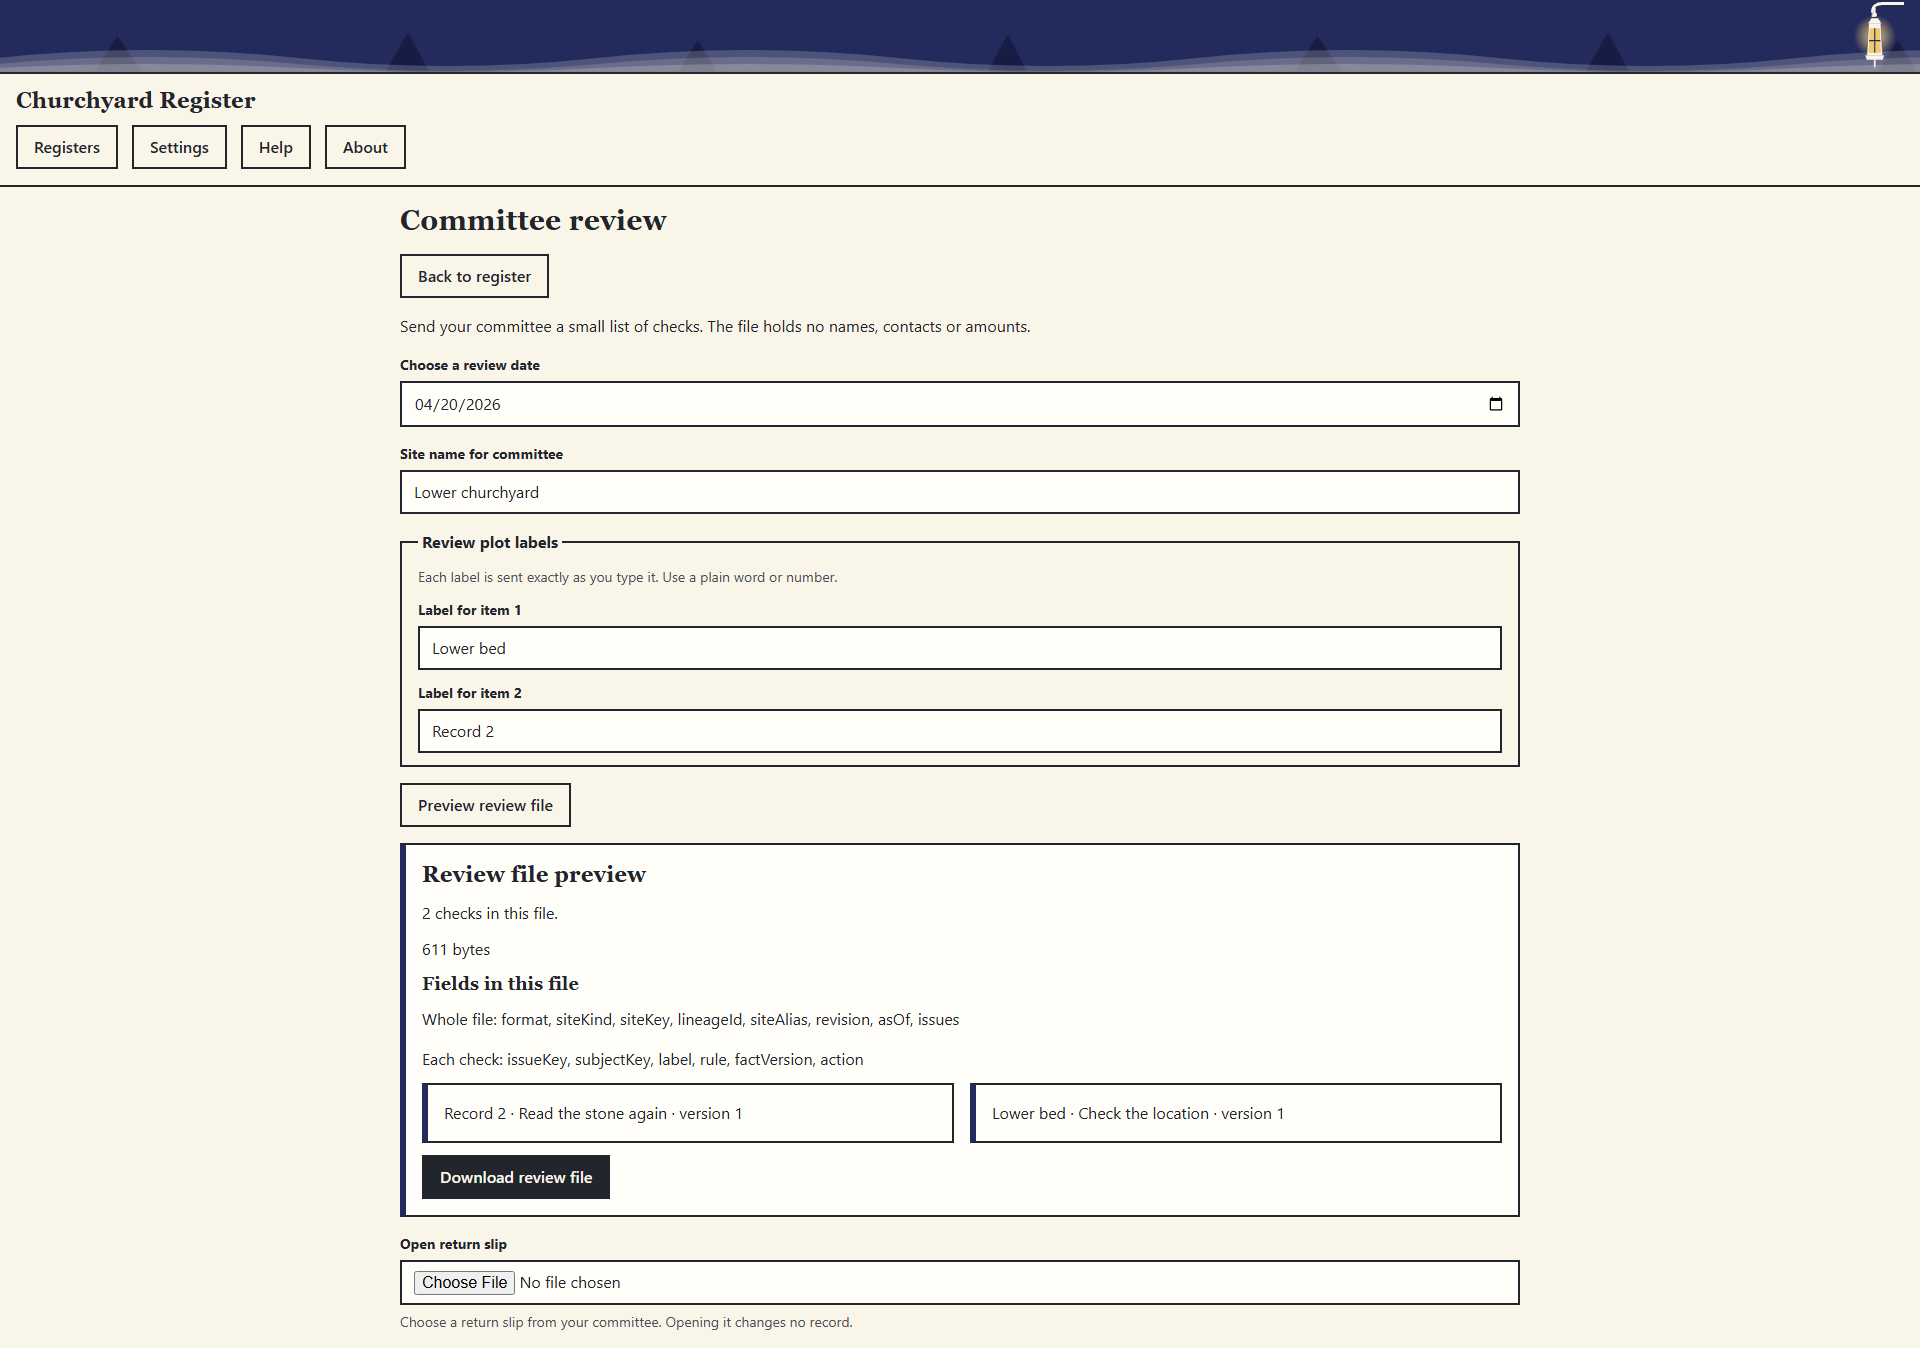 Churchyard Register
Registers
Settings
Help
About
Committee review
Back to register
Send your committee a small list of checks. The file holds no names, contacts or amounts.
Choose a review date
04/20/2026
Site name for committee
Lower churchyard
Review plot labels
Each label is sent exactly as you type it. Use a plain word or number.
Label for item 1
Lower bed
Label for item 2
Record 2
Preview review file
Review file preview
2 checks in this file.
611 bytes
Fields in this file
Whole file: format, siteKind, siteKey, lineageId, siteAlias, revision, asOf, issues
Each check: issueKey, subjectKey, label, rule, factVersion, action
Record 2 · Read the stone again · version 1
Lower bed · Check the location · version 1
Download review file
Open return slip
Choose File No file chosen
Choose a return slip from your committee. Opening it changes no record.